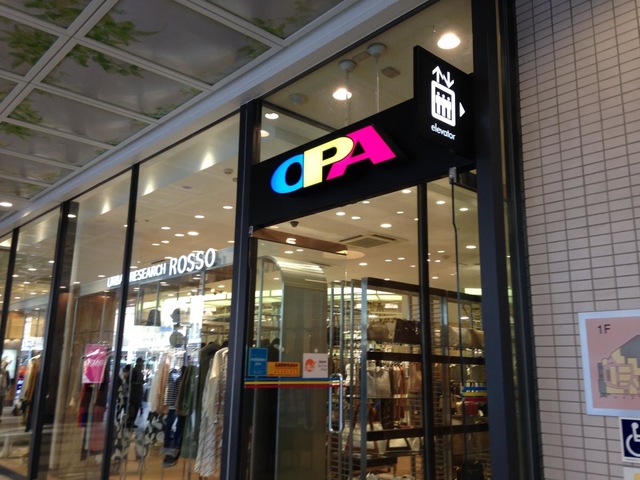 OPA
elevator
URBAN RESEARCH ROSSO
1F